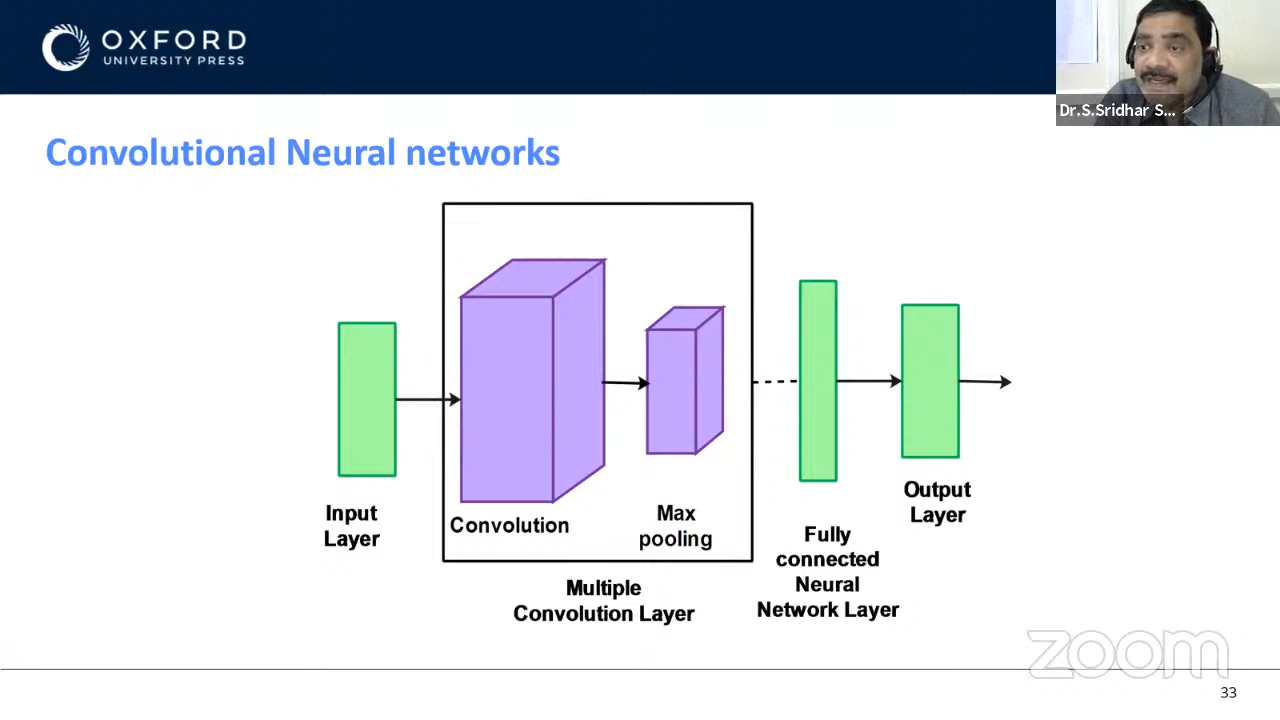 OXFORD
UNIVERSITY PRESS
Dr.S.Sridhar S...
Convolutional Neural networks
Input
Layer
Convolution
Max
pooling
Multiple
Convolution Layer
Fully
connected
Neural
Network Layer
Output
Layer
zoom
33